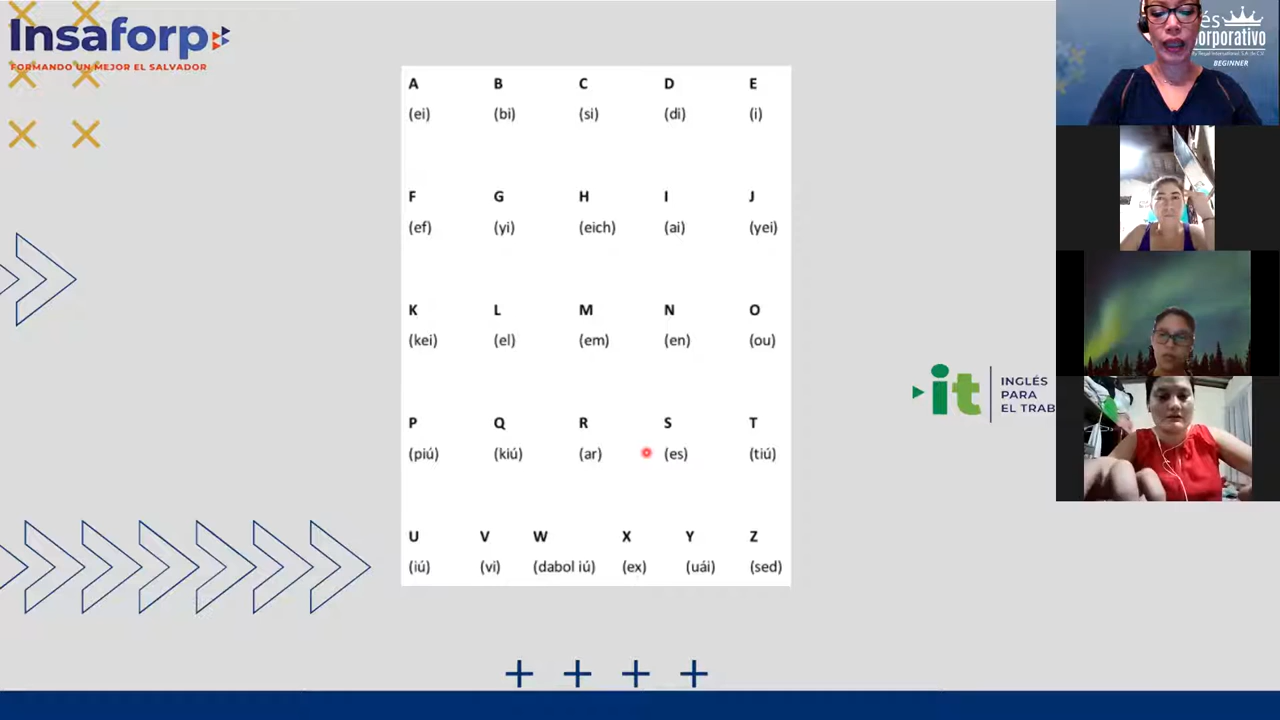 Insaforp
FORMANDO UN MEJOR EL SALVADOR
és
orporativo
BEGINNER
A B C D E
(ei) (bi) (si) (di) (i)
F G H I J
(ef) (yi) (eich) (ai) (yei)
K L M N O
(kei) (el) (em) (en) (ou)
P Q R S T
(piú) (kiú) (ar) (es) (tiú)
U V W X Y Z
(iú) (vi) (dabol iú) (ex) (uái) (sed)
it
INGLÉS
PARA
EL TRAB